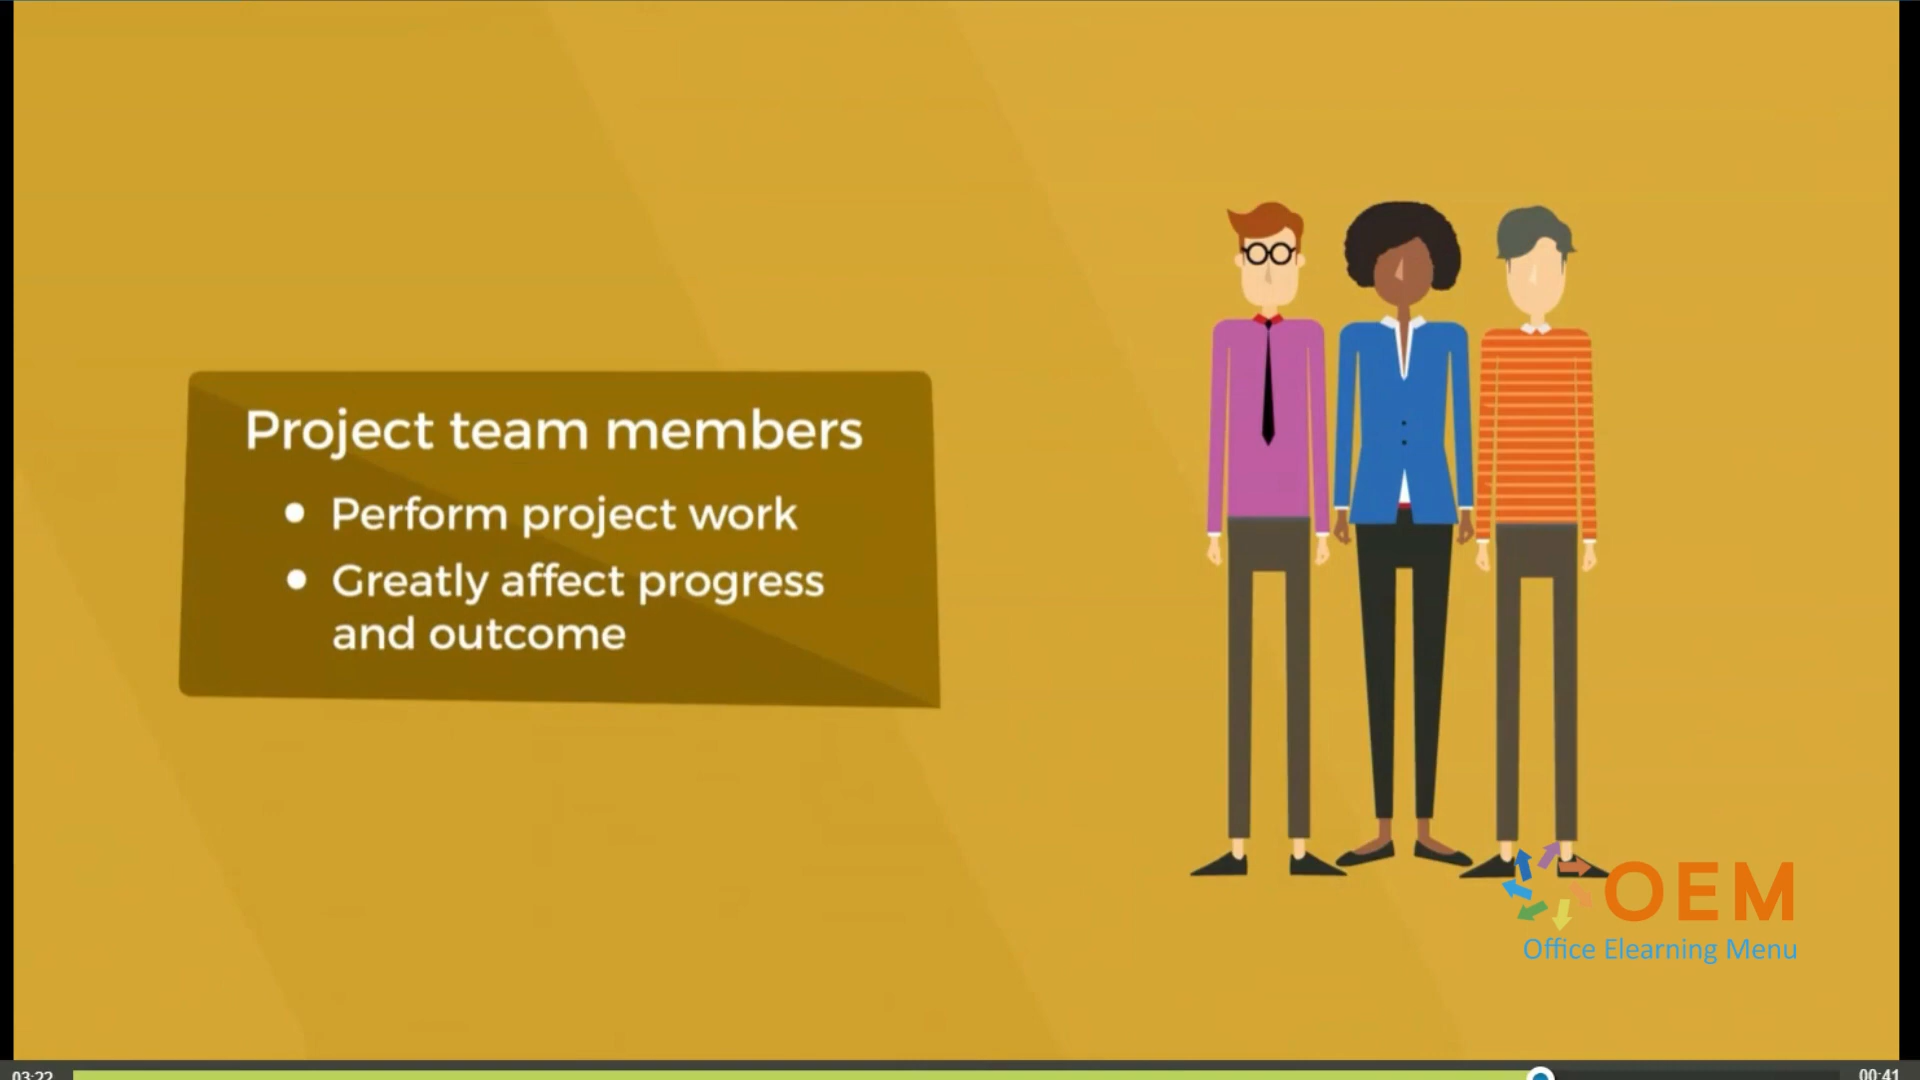 Project team members
• Perform project work
• Greatly affect progress
and outcome
OEM
Office Elearning Menu
03:22
00:41